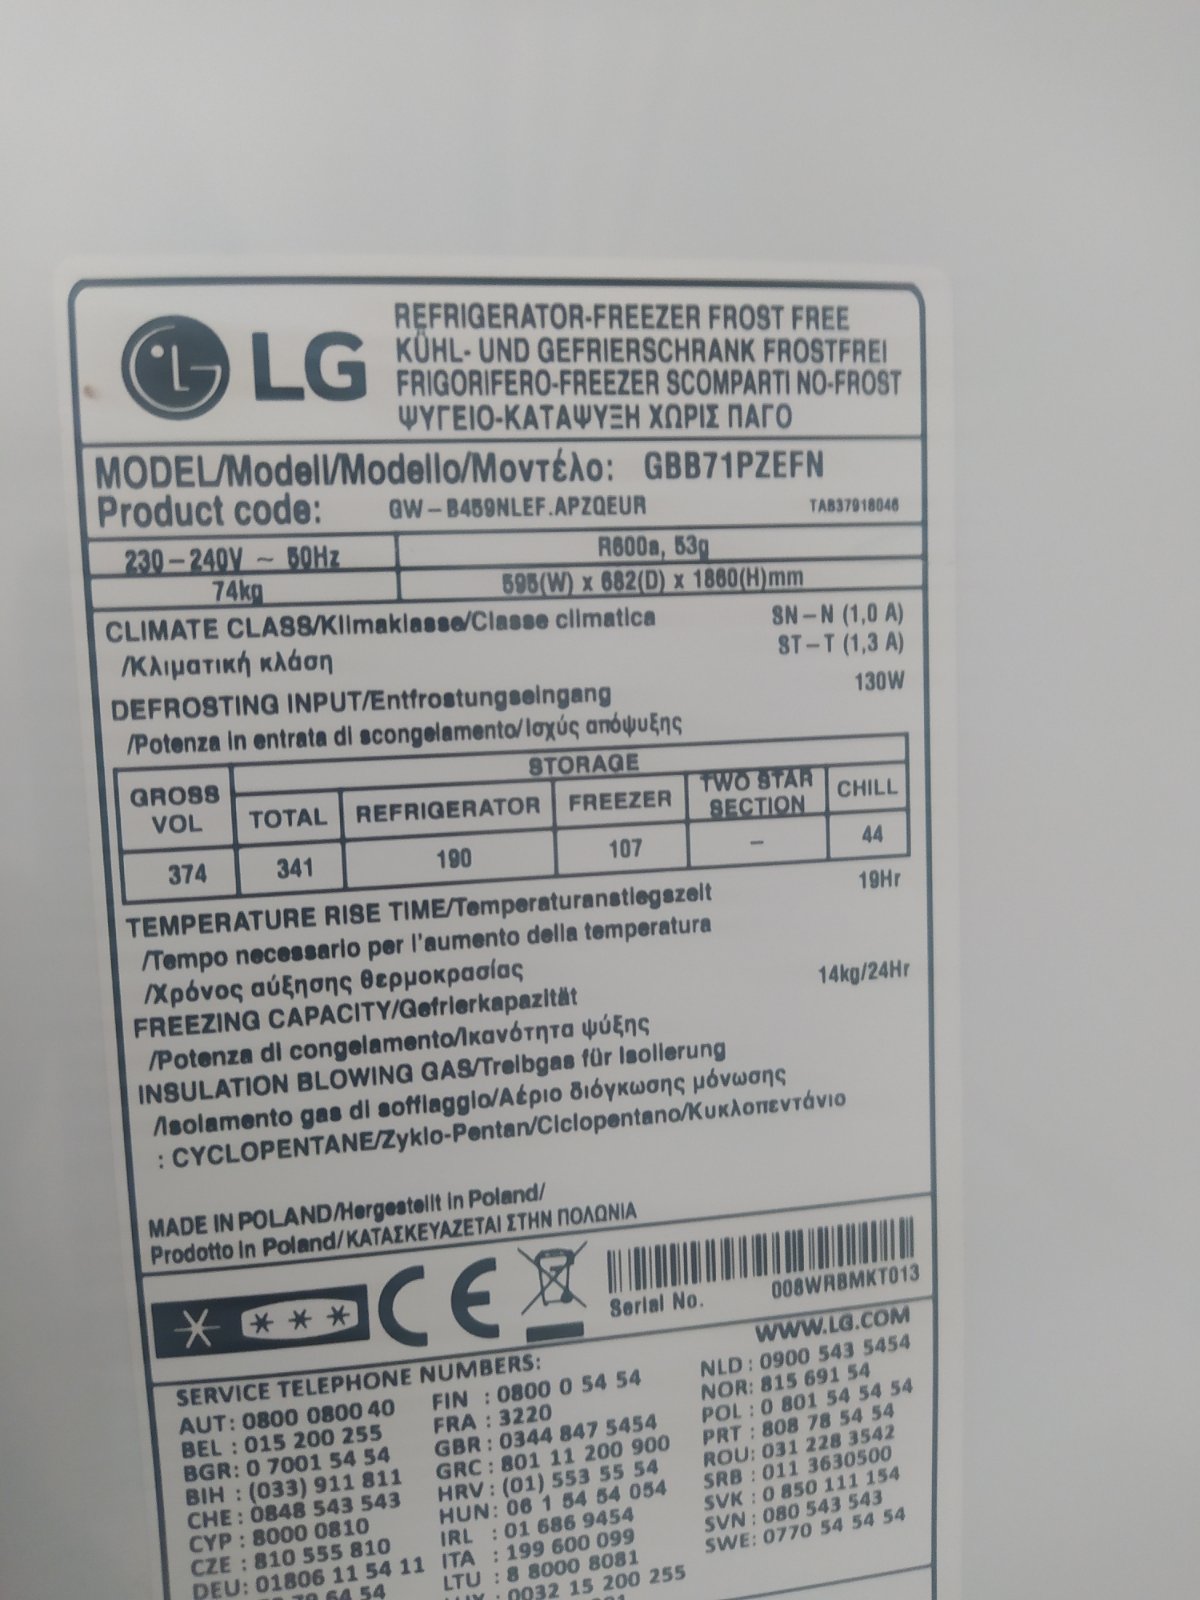 LG
REFRIGERATOR-FREEZER FROST FREE
KÜHL- UND GEFRIERSCHRANK FROSTFREI
FRIGORIFERO-FREEZER SCOMPARTI NO-FROST
ΨΥΓΕΙΟ-ΚΑΤΑΨΥΞΗ ΧΩΡΙΣ ΠΑΓΟ
MODEL/Modell/Modello/Μοντέλο: GBB71PZEFN
Product code: GW-B459NLEF.APZQEUR TAB37918046
230-240V ~ 50Hz R600a, 53g
74kg 595(W) x 682(D) x 1860(H)mm
CLIMATE CLASS/Klimaklasse/Classe climatica SN-N (1,0 A)
/Κλιματική κλάση ST-T (1,3 A)
DEFROSTING INPUT/Entfrostungseingang 130W
/Potenza in entrata di scongelamento/Ισχύς απόψυξης
GROSS VOL STORAGE
TOTAL REFRIGERATOR FREEZER TWO STAR SECTION CHILL
374 341 190 107 - 44
TEMPERATURE RISE TIME/Temperaturanstiegszeit 19Hr
/Tempo necessario per l'aumento della temperatura
/Χρόνος αύξησης θερμοκρασίας
FREEZING CAPACITY/Gefrierkapazität 14kg/24Hr
/Potenza di congelamento/Ικανότητα ψύξης
INSULATION BLOWING GAS/Treibgas für Isolierung
/Isolamento gas di soffiaggio/Αέριο διόγκωσης μόνωσης
: CYCLOPENTANE/Zyklo-Pentan/Ciclopentano/Κυκλοπεντάνιο
MADE IN POLAND/Hergestellt in Poland/
Prodotto in Poland/ΚΑΤΑΣΚΕΥΑΖΕΤΑΙ ΣΤΗΝ ΠΟΛΩΝΙΑ
CE
Serial No. 008WRBMKT013
WWW.LG.COM
SERVICE TELEPHONE NUMBERS:
AUT: 0800 0800 40
BEL : 015 200 255
BGR: 0 7001 54 54
BIH : (033) 911 811
CHE : 0848 543 543
CYP : 8000 0810
CZE : 810 555 810
DEU: 01806 11 54 11
FIN : 0800 0 54 54
FRA : 3220
GBR : 0344 847 5454
GRC : 801 11 200 900
HRV : (01) 553 55 54
HUN: 06 1 54 54 054
IRL : 01 686 9454
ITA : 199 600 099
LTU : 8 8000 8081
0032 15 200 255
NLD : 0900 543 5454
NOR: 815 691 54
POL : 0 801 54 54 54
PRT : 808 78 54 54
ROU: 031 228 3542
SRB : 011 3630500
SVK : 0 850 111 154
SVN : 080 543 543
SWE: 0770 54 54 54